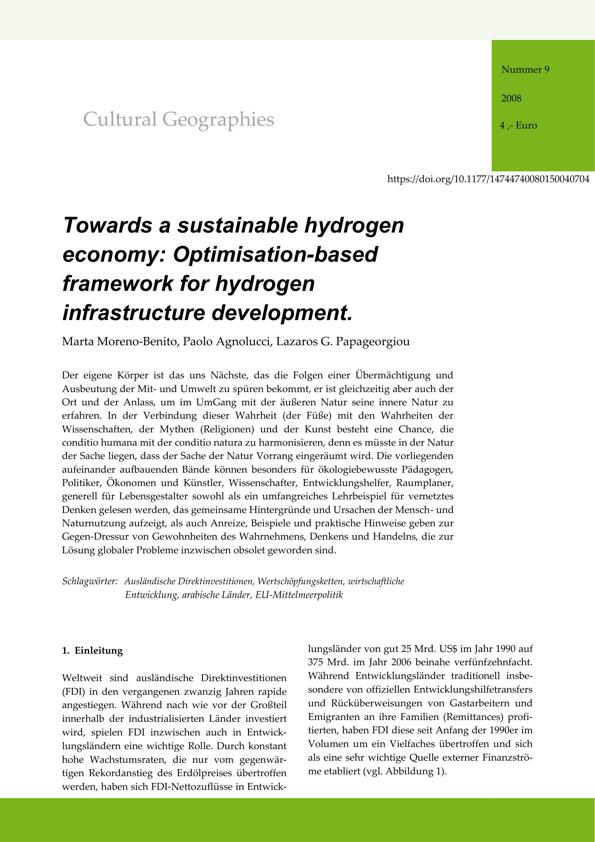 Nummer 9
2008
4 ,- Euro
Cultural Geographies
https://doi.org/10.1177/14744740080150040704
Towards a sustainable hydrogen
economy: Optimisation-based
framework for hydrogen
infrastructure development.
Marta Moreno-Benito, Paolo Agnolucci, Lazaros G. Papageorgiou
Der eigene Körper ist das uns Nächste, das die Folgen einer Übermächtigung und
Ausbeutung der Mit- und Umwelt zu spüren bekommt, er ist gleichzeitig aber auch der
Ort und der Anlass, um im UmGang mit der äußeren Natur seine innere Natur zu
erfahren. In der Verbindung dieser Wahrheit (der Füße) mit den Wahrheiten der
Wissenschaften, der Mythen (Religionen) und der Kunst besteht eine Chance, die
conditio humana mit der conditio natura zu harmonisieren, denn es müsste in der Natur
der Sache liegen, dass der Sache der Natur Vorrang eingeräumt wird. Die vorliegenden
aufeinander aufbauenden Bände können besonders für ökologiebewusste Pädagogen,
Politiker, Ökonomen und Künstler, Wissenschafter, Entwicklungshelfer, Raumplaner,
generell für Lebensgestalter sowohl als ein umfangreiches Lehrbeispiel für vernetztes
Denken gelesen werden, das gemeinsame Hintergründe und Ursachen der Mensch- und
Naturnutzung aufzeigt, als auch Anreize, Beispiele und praktische Hinweise geben zur
Gegen-Dressur von Gewohnheiten des Wahrnehmens, Denkens und Handelns, die zur
Lösung globaler Probleme inzwischen obsolet geworden sind.
Schlagwörter: Ausländische Direktinvestitionen, Wertschöpfungsketten, wirtschaftliche
Entwicklung, arabische Länder, EU-Mittelmeerpolitik
1. Einleitung
Weltweit sind ausländische Direktinvestitionen
(FDI) in den vergangenen zwanzig Jahren rapide
angestiegen. Während nach wie vor der Großteil
innerhalb der industrialisierten Länder investiert
wird, spielen FDI inzwischen auch in Entwick-
lungsländern eine wichtige Rolle. Durch konstant
hohe Wachstumsraten, die nur vom gegenwär-
tigen Rekordanstieg des Erdölpreises übertroffen
werden, haben sich FDI-Nettozuflüsse in Entwick-
lungsländer von gut 25 Mrd. US$ im Jahr 1990 auf
375 Mrd. im Jahr 2006 beinahe verfünfzehnfacht.
Während Entwicklungsländer traditionell insbe-
sondere von offiziellen Entwicklungshilfetransfers
und Rücküberweisungen von Gastarbeitern und
Emigranten an ihre Familien (Remittances) profi-
tierten, haben FDI diese seit Anfang der 1990er im
Volumen um ein Vielfaches übertroffen und sich
als eine sehr wichtige Quelle externer Finanzströ-
me etabliert (vgl. Abbildung 1).